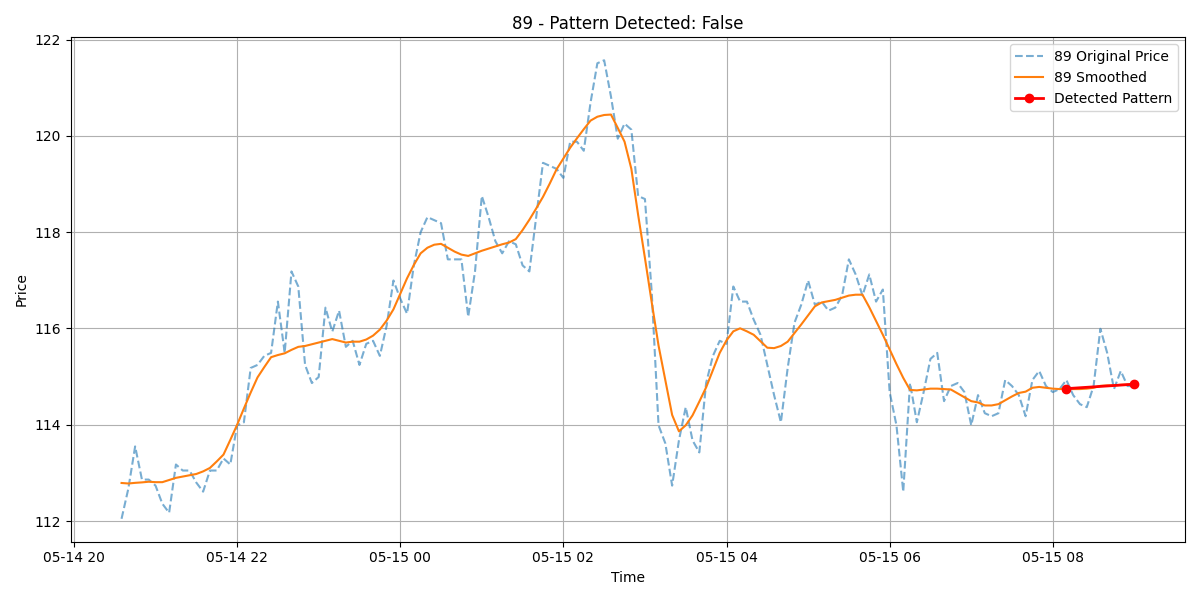 89 - Pattern Detected: False
89 Original Price
89 Smoothed
Detected Pattern
Price
122
120
118
116
114
112
05-14 20
05-14 22
05-15 00
05-15 02
05-15 04
05-15 06
05-15 08
Time